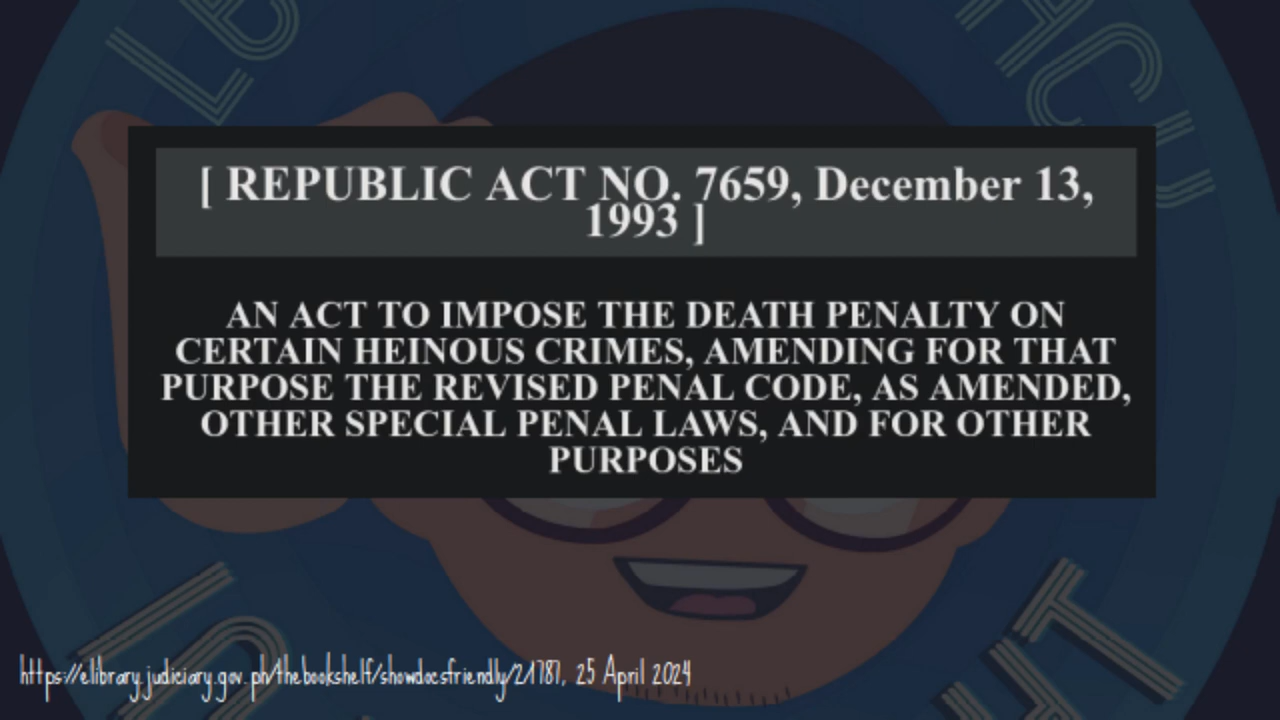 [ REPUBLIC ACT NO. 7659, December 13,
1993 ]
AN ACT TO IMPOSE THE DEATH PENALTY ON
CERTAIN HEINOUS CRIMES, AMENDING FOR THAT
PURPOSE THE REVISED PENAL CODE, AS AMENDED,
OTHER SPECIAL PENAL LAWS, AND FOR OTHER
PURPOSES
https://elibrary.judiciary.gov.ph/thebookshelf/showdocsfriendly/2/1787, 25 April 2024